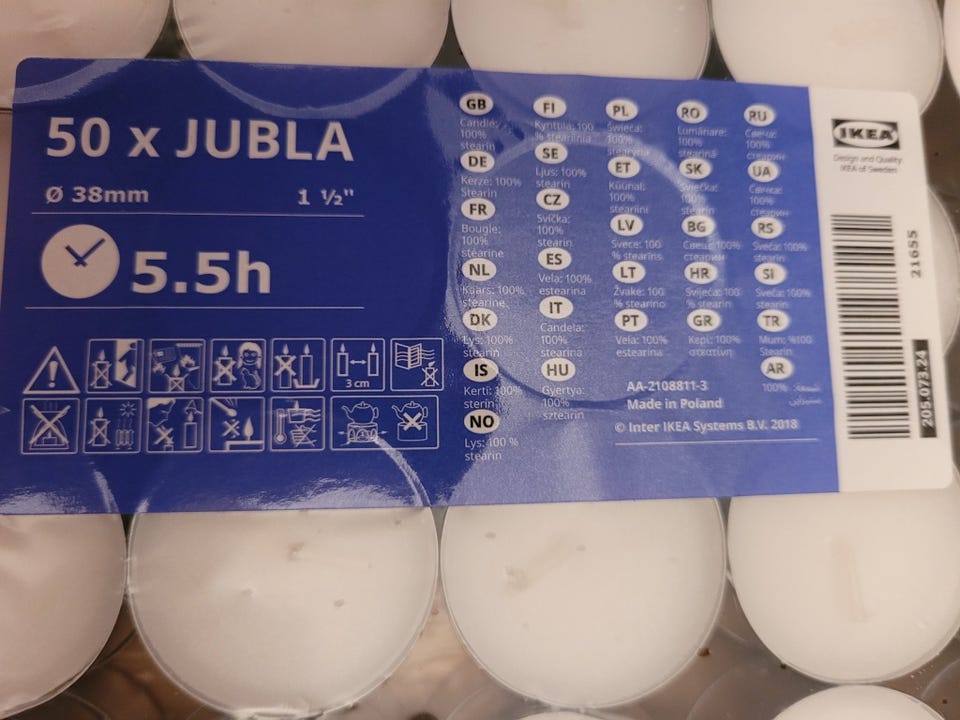 50 x JUBLA
Ø 38mm 1 ½"
5.5h
3 cm
GB
Candle:
100%
stearin
DE
Kerze: 100%
Stearin
FR
Bougie:
100%
stéarine
NL
Kaars: 100%
stearine
DK
Lys: 100%
stearin
IS
Kerti: 100%
sterín
NO
Lys: 100 %
stearin
FI
Kynttilä: 100
% steariinia
SE
Ljus: 100%
stearin
CZ
Svíčka:
100%
stearin
ES
Vela: 100%
estearina
IT
Candela:
100%
stearina
HU
Gyertya:
100%
sztearin
PL
Świeca:
100%
stearyna
ET
Küünal:
100%
steariini
LV
Svece: 100
% stearīns
LT
Žvakė: 100
% stearino
PT
Vela: 100%
estearina
RO
Lumânare:
100%
stearină
SK
Sviečka:
100%
stearín
BG
Свещ: 100%
стеарин
HR
Svijeća: 100
% stearin
GR
Κερί: 100%
στεατίνη
RU
Свеча:
100%
стеарин
UA
Свічка:
100%
стеарин
RS
Sveća: 100%
stearin
SI
Sveča: 100%
stearin
TR
Mum: %100
Stearin
AR
100%
AA-2108811-3
Made in Poland
© Inter IKEA Systems B.V. 2018
IKEA
Design and Quality
IKEA of Sweden
21655
205.073.24